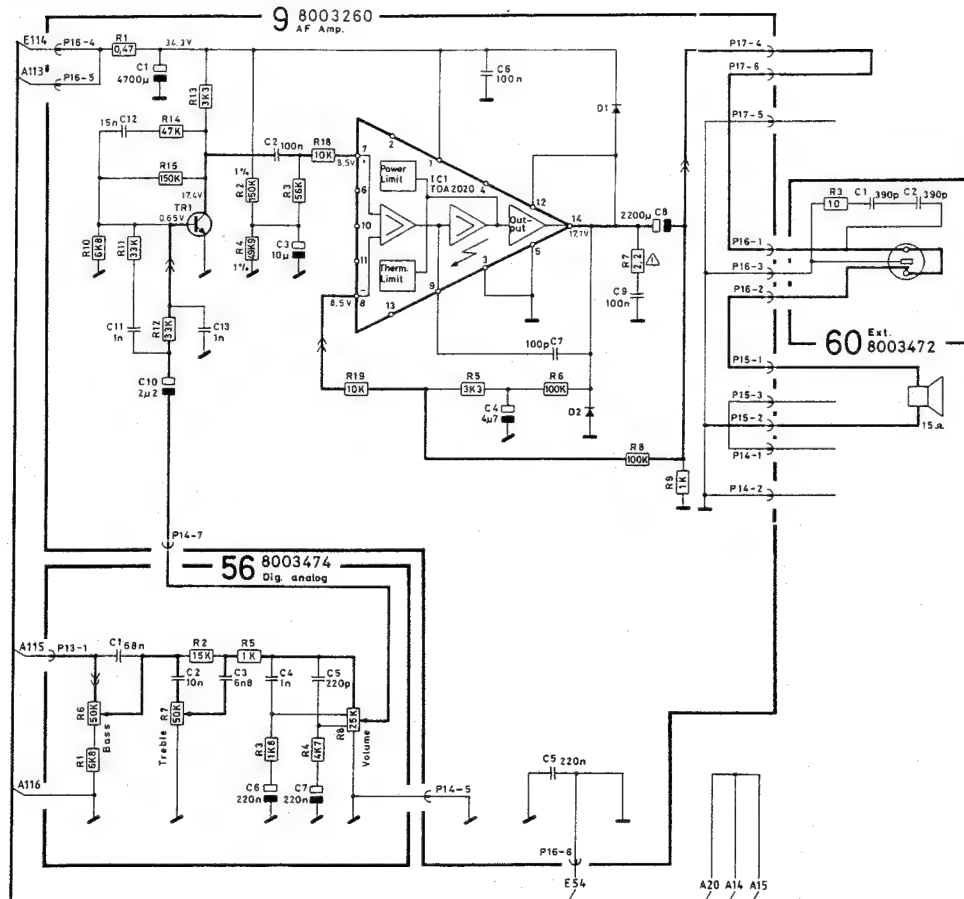 9 8003260
AF Amp.
E114
P16-4
R1
0,47
34.3V
A113
P16-5
C1
4700µ
R13
3K3
C6
100n
D1
P17-4
P17-6
P17-5
15n C12
R14
47K
R15
150K
17,4V
TR1
0.65V
C2 100n
R18
10K
1%
R2
150K
R3
56K
R4
49K9
1%
C3
10µ
7
+
8,5V
6
10
11
8
-
8,5V
2
1
4
12
14
17,1V
5
3
9
13
Power
Limit
IC1
TDA2020
Out-
put
Therm.
Limit
2200µ C8
R7
2,2
C9
100n
R10
6K8
R11
33K
C11
1n
R12
33K
C13
1n
C10
2µ2
100p C7
R19
10K
R5
3K3
R6
100K
C4
4µ7
D2
R8
100K
R9
1K
R3
10
C1
390p
C2
390p
P16-1
P16-3
P16-2
60 Ext.
8003472
P15-1
P15-3
P15-2
P14-1
P14-2
15Ω
P14-7
56 8003474
Dig. analog
A115
P13-1
C1 68n
R2
15K
R5
1K
C2
10n
C3
6n8
C4
1n
C5
220p
R6
50K
Bass
R7
50K
Treble
R8
25K
Volume
R1
6K8
R3
1K8
R4
4K7
C6
220n
C7
220n
A116
P14-5
C5
220n
P16-6
E54
A20 A14 A15